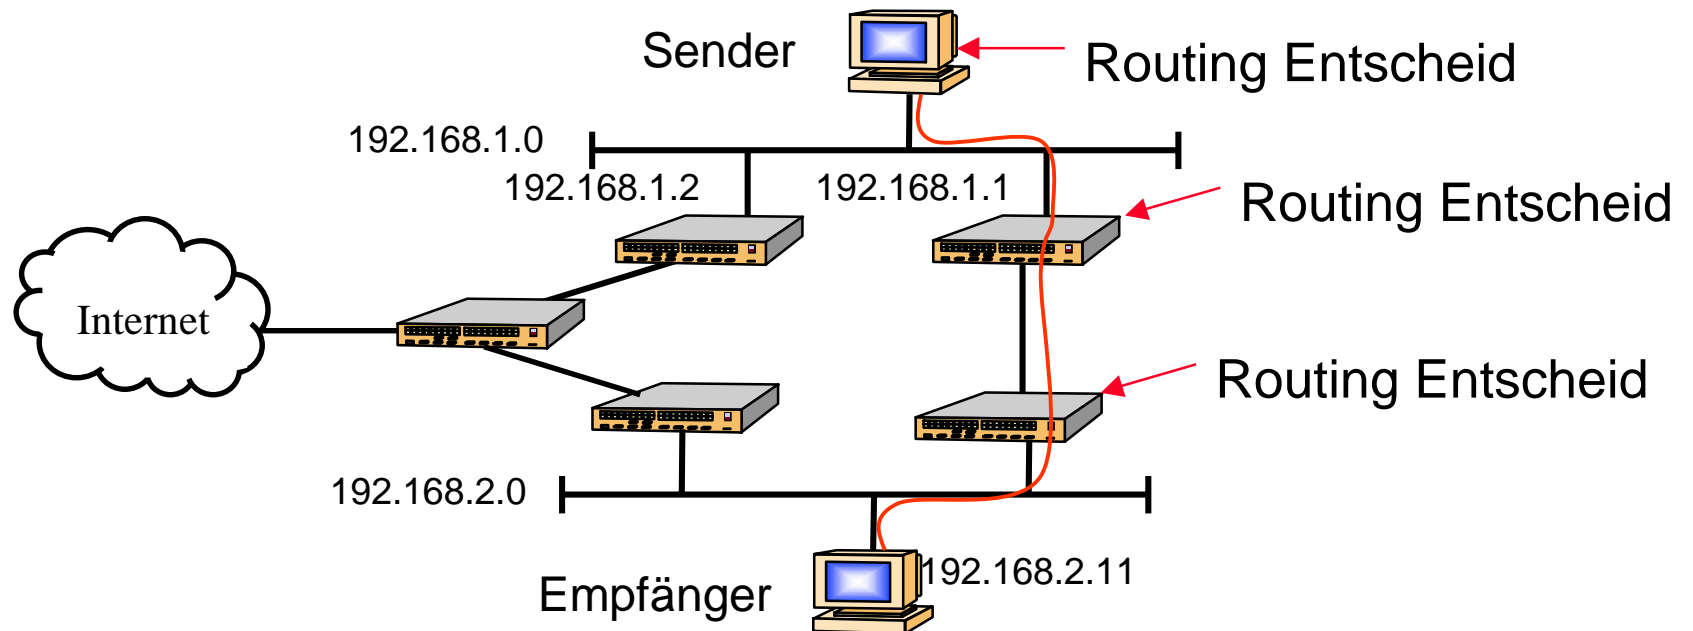 Sender
Routing Entscheid
192.168.1.0
192.168.1.2
192.168.1.1
Routing Entscheid
Internet
Routing Entscheid
192.168.2.0
192.168.2.11
Empfänger